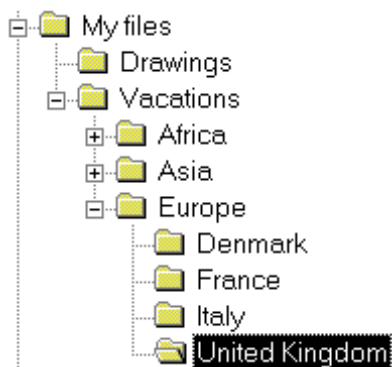 My files
Drawings
Vacations
Africa
Asia
Europe
Denmark
France
Italy
United Kingdom